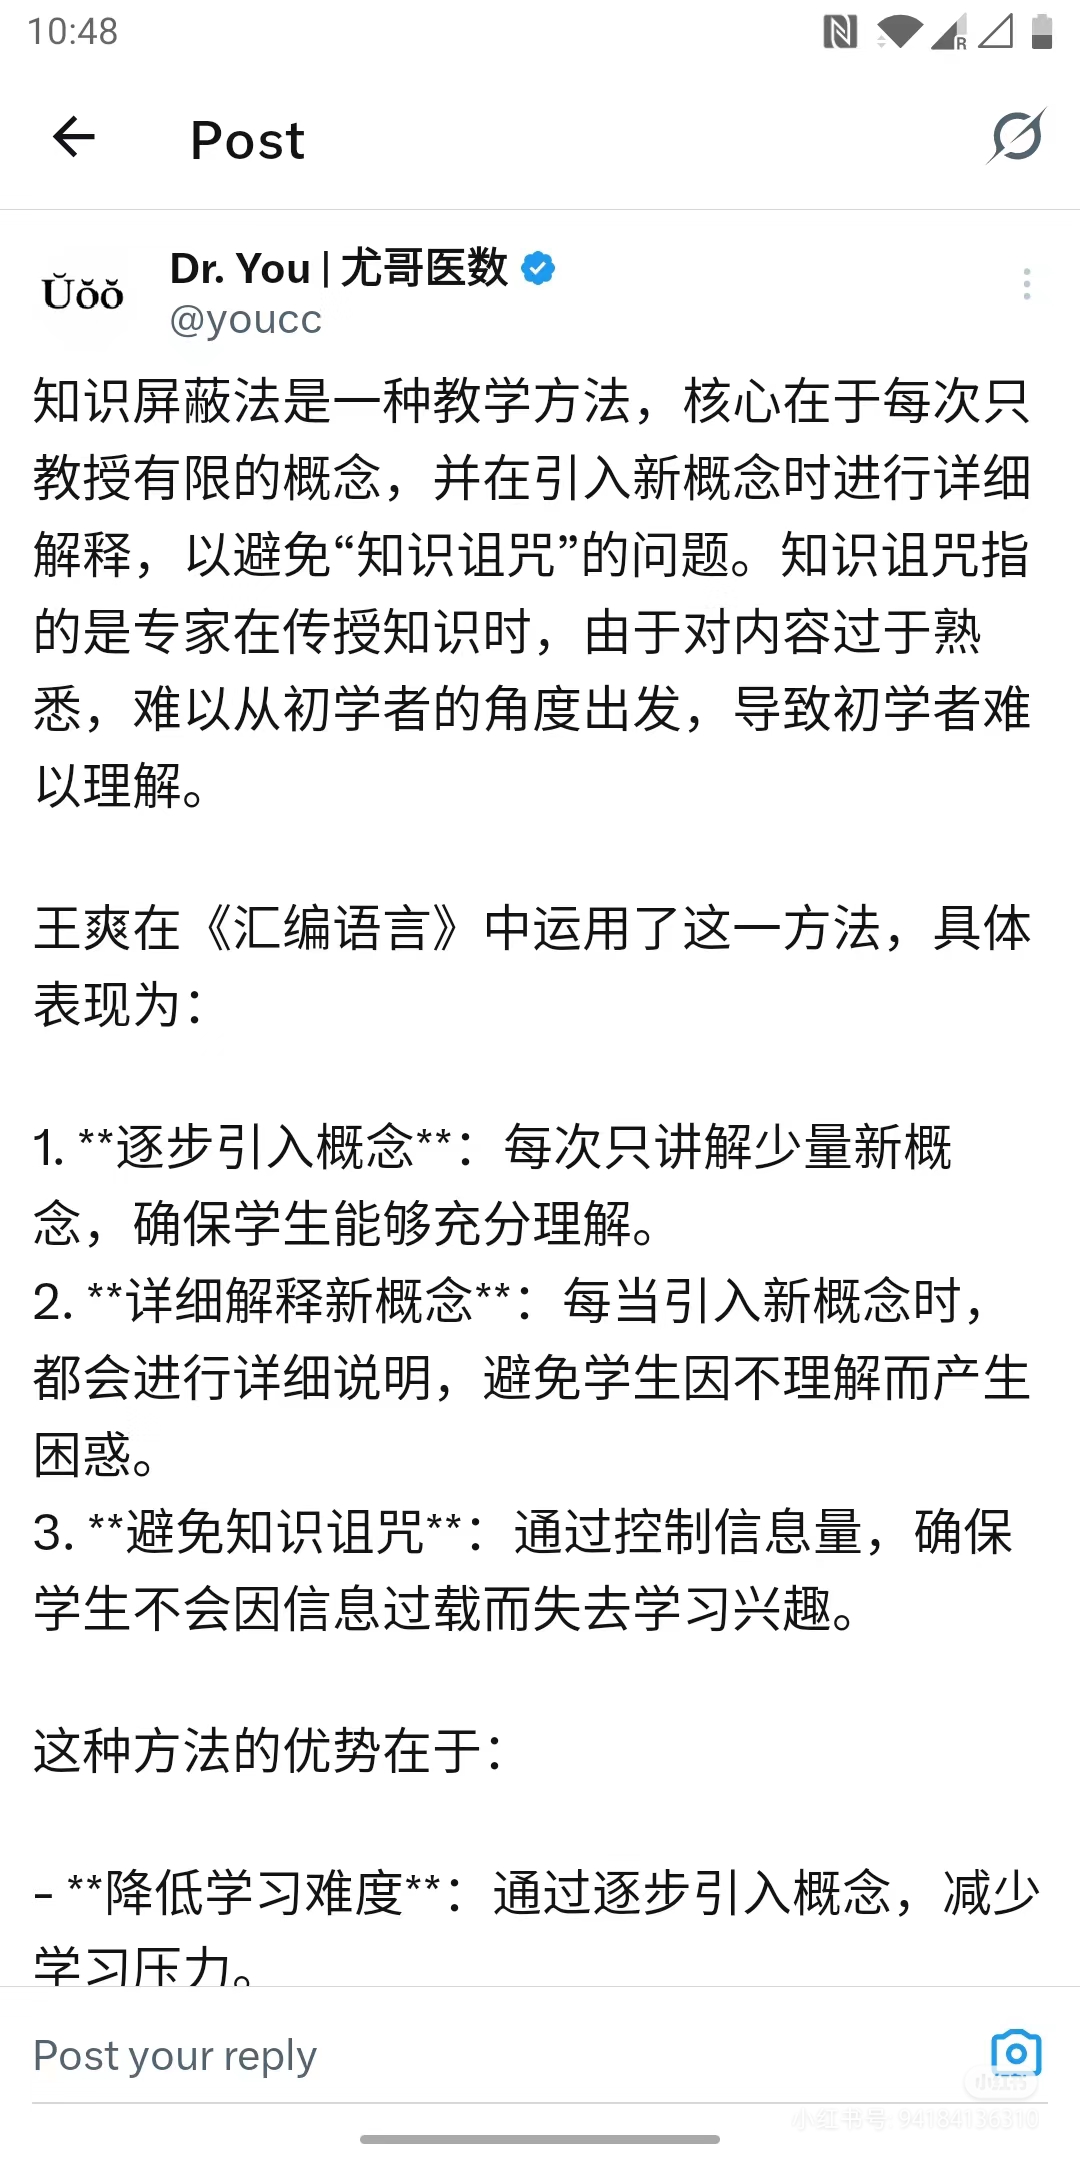 10:48
R
Post
Ŭŏŏ
Dr. You | 尤哥医数
@youcc
知识屏蔽法是一种教学方法，核心在于每次只
教授有限的概念，并在引入新概念时进行详细
解释，以避免“知识诅咒”的问题。知识诅咒指
的是专家在传授知识时，由于对内容过于熟
悉，难以从初学者的角度出发，导致初学者难
以理解。
王爽在《汇编语言》中运用了这一方法，具体
表现为：
1. **逐步引入概念**：每次只讲解少量新概
念，确保学生能够充分理解。
2. **详细解释新概念**：每当引入新概念时，
都会进行详细说明，避免学生因不理解而产生
困惑。
3. **避免知识诅咒**：通过控制信息量，确保
学生不会因信息过载而失去学习兴趣。
这种方法的优势在于：
- **降低学习难度**：通过逐步引入概念，减少
学习压力。
Post your reply
小红书
小红书号: 94184136310